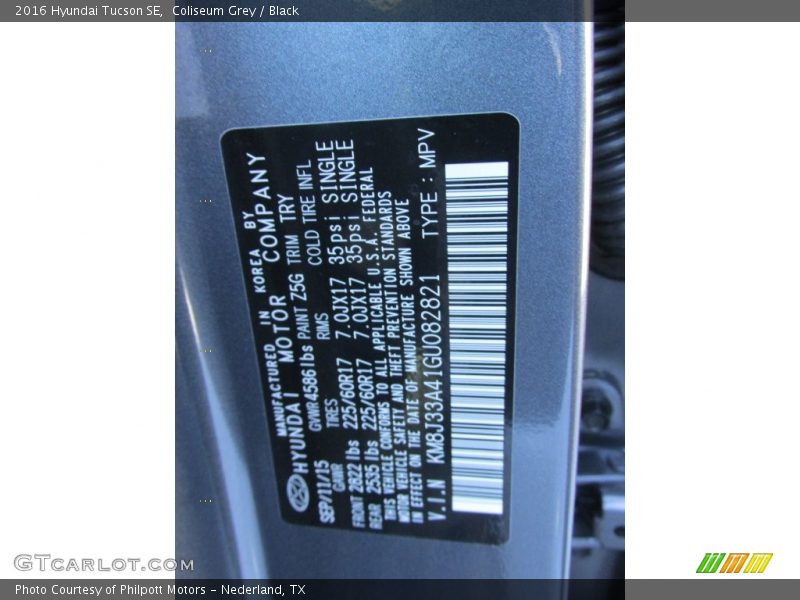 2016 Hyundai Tucson SE, Coliseum Grey / Black
MANUFACTURED IN KOREA BY
HYUNDAI MOTOR COMPANY
SEP/11/15 GVWR 4586lbs PAINT Z5G TRIM TRY
GAWR TIRES RIMS COLD TIRE INFL
FRONT 2822 lbs 225/60R17 7.0JX17 35psi SINGLE
REAR 2535 lbs 225/60R17 7.0JX17 35psi SINGLE
THIS VEHICLE CONFORMS TO ALL APPLICABLE U.S.A. FEDERAL
MOTOR VEHICLE SAFETY AND THEFT PREVENTION STANDARDS
IN EFFECT ON THE DATE OF MANUFACTURE SHOWN ABOVE
V.I.N KM8J33A41GU082821 TYPE : MPV
GTcarlot.com
Photo Courtesy of Philpott Motors - Nederland, TX